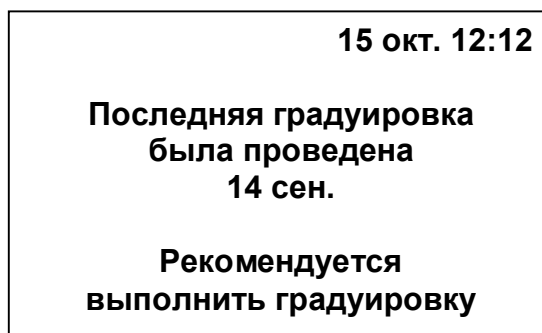 15 окт. 12:12
Последняя градуировка
была проведена
14 сен.
Рекомендуется
выполнить градуировку